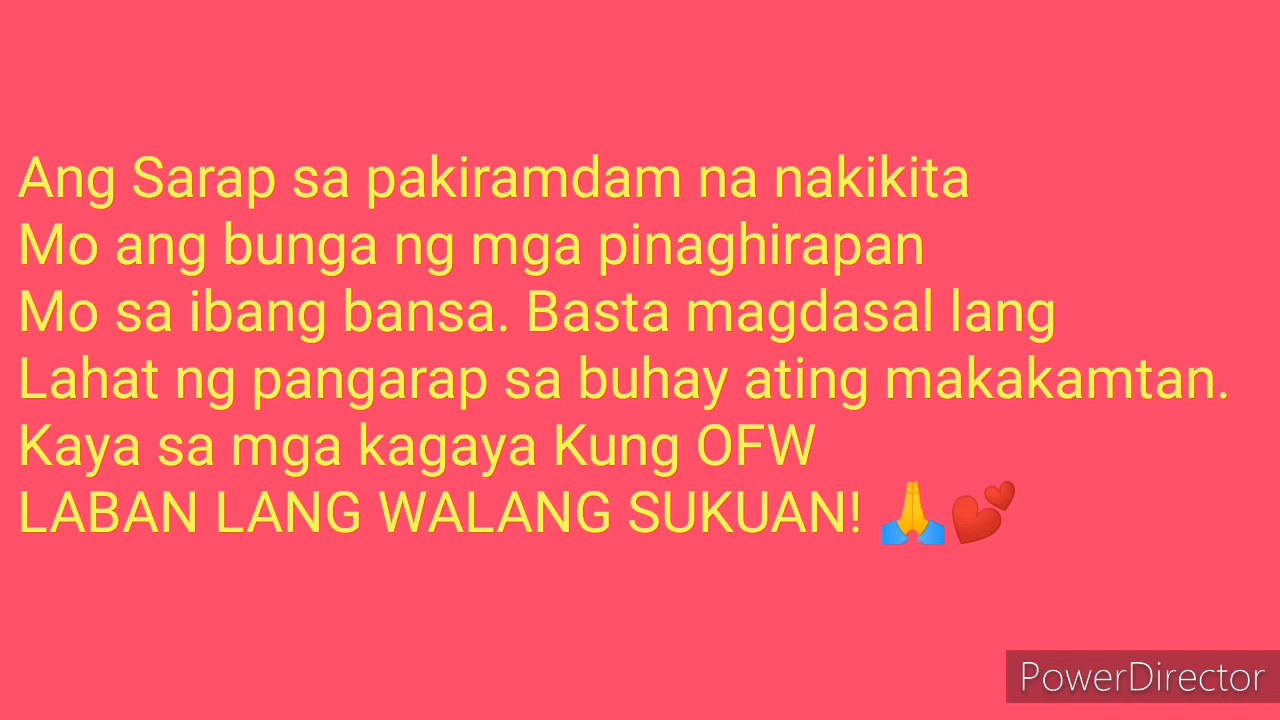 Ang Sarap sa pakiramdam na nakikita
Mo ang bunga ng mga pinaghirapan
Mo sa ibang bansa. Basta magdasal lang
Lahat ng pangarap sa buhay ating makakamtan.
Kaya sa mga kagaya Kung OFW
LABAN LANG WALANG SUKUAN! 🙏💕
PowerDirector